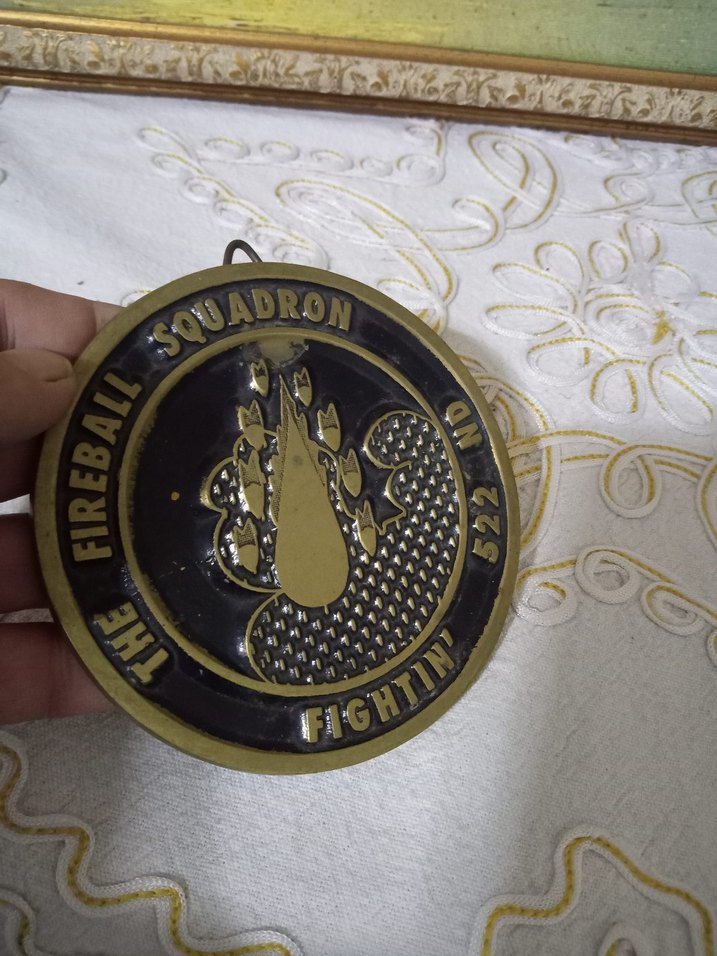 THE FIREBALL SQUADRON
FIGHTIN' 522 ND